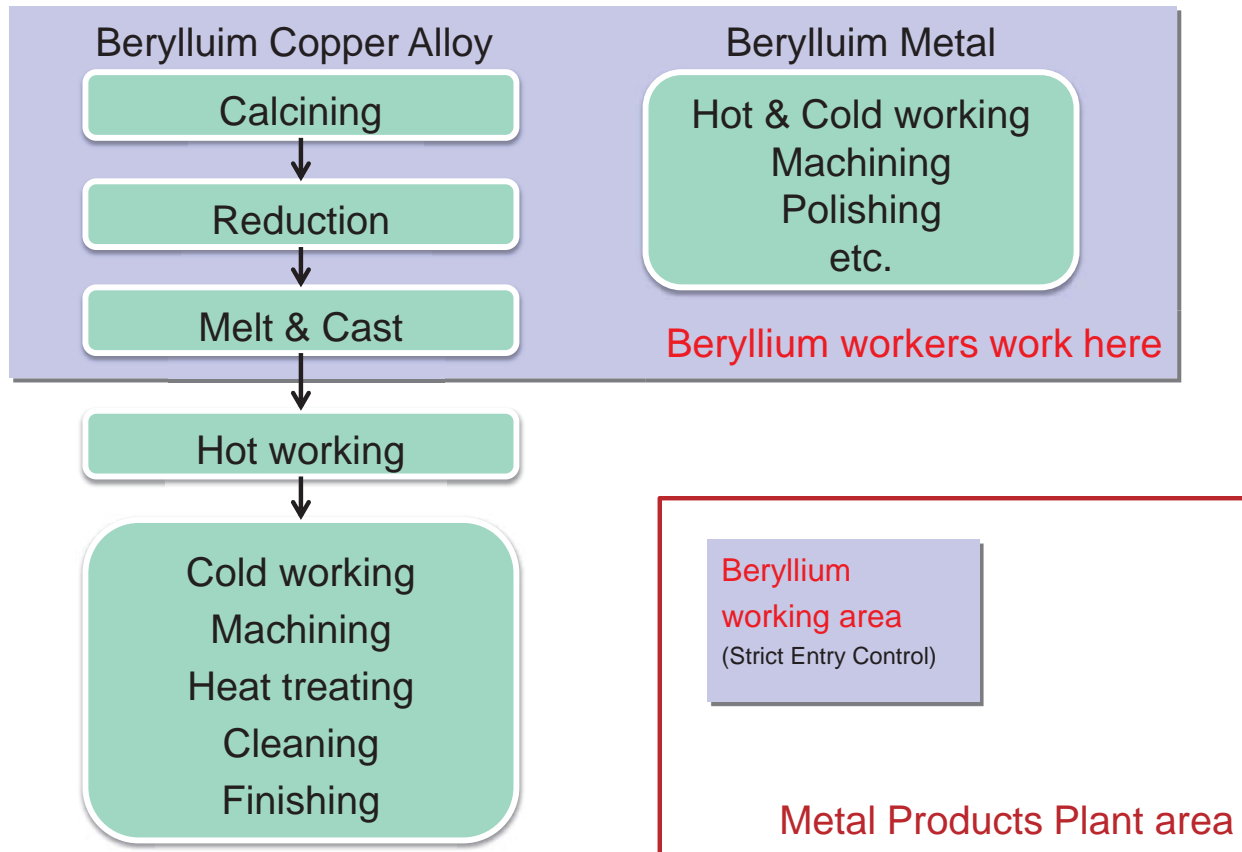 Berylluim Copper Alloy
Calcining
Reduction
Melt & Cast
Hot working
Cold working
Machining
Heat treating
Cleaning
Finishing
Berylluim Metal
Hot & Cold working
Machining
Polishing
etc.
Beryllium workers work here
Beryllium
working area
(Strict Entry Control)
Metal Products Plant area